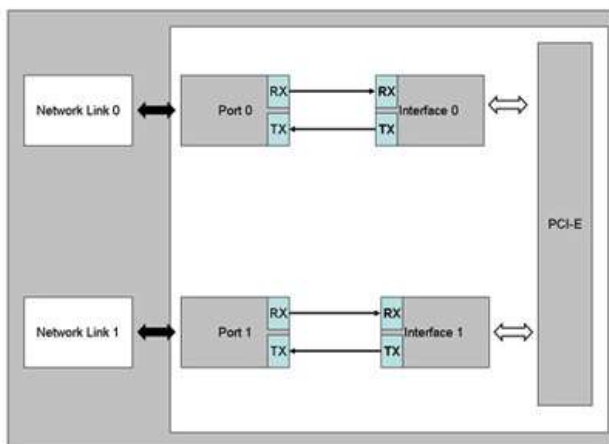 Network Link 0
Port 0
RX
TX
RX
TX
Interface 0
PCI-E
Network Link 1
Port 1
RX
TX
RX
TX
Interface 1